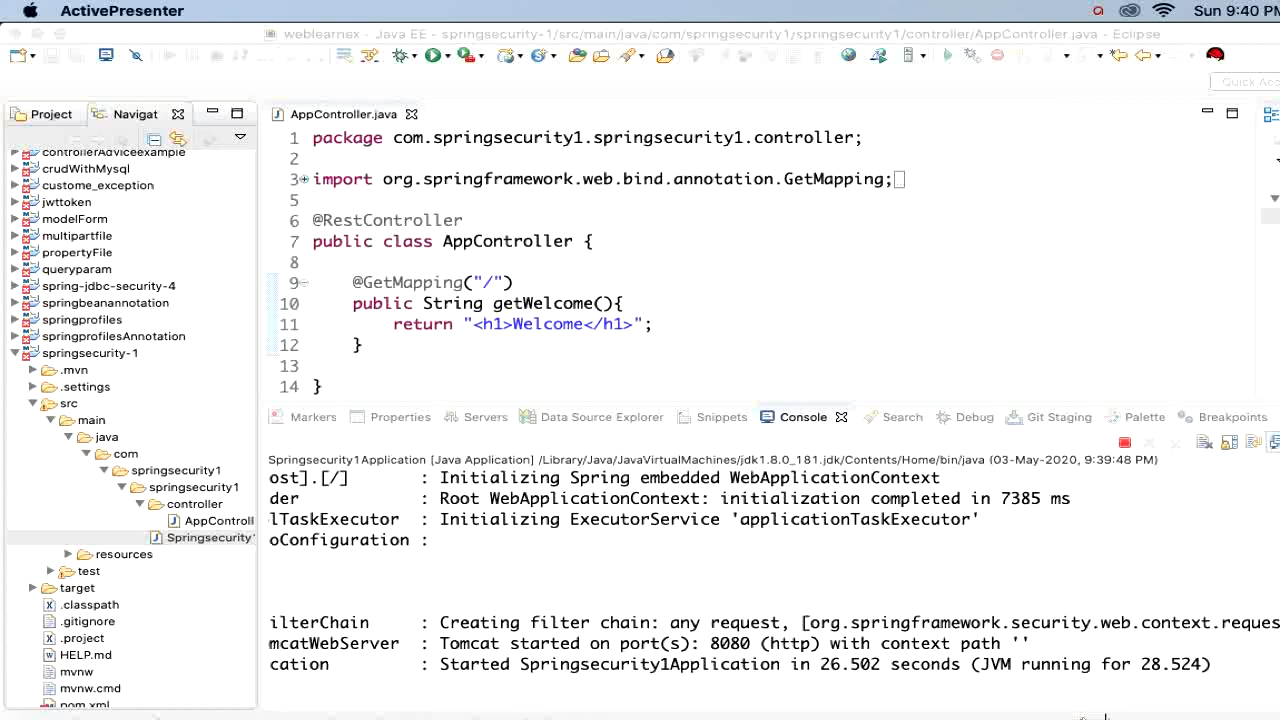 ActivePresenter
Sun 9:40 PM
weblearnex - Java EE - springsecurity-1/src/main/java/com/springsecurity1/springsecurity1/controller/AppController.java - Eclipse
Quick Acc
Project
Navigat
AppController.java
controllerAdviceexample
crudWithMysql
custome_exception
jwttoken
modelForm
multipartfile
propertyFile
queryparam
spring-jdbc-security-4
springbeanannotation
springprofiles
springprofilesAnnotation
springsecurity-1
.mvn
.settings
src
main
java
com
springsecurity1
springsecurity1
controller
AppControll
Springsecurity1
resources
test
target
.classpath
.gitignore
.project
HELP.md
mvnw
mvnw.cmd
pom.xml
1 package com.springsecurity1.springsecurity1.controller;
2
3 import org.springframework.web.bind.annotation.GetMapping;
5
6 @RestController
7 public class AppController {
8
9 @GetMapping("/")
10 public String getWelcome(){
11 return "<h1>Welcome</h1>";
12 }
13
14 }
Markers Properties Servers Data Source Explorer Snippets Console Search Debug Git Staging Palette Breakpoints
Springsecurity1Application [Java Application] /Library/Java/JavaVirtualMachines/jdk1.8.0_181.jdk/Contents/Home/bin/java (03-May-2020, 9:39:48 PM)
ost].[/] : Initializing Spring embedded WebApplicationContext
der : Root WebApplicationContext: initialization completed in 7385 ms
lTaskExecutor : Initializing ExecutorService 'applicationTaskExecutor'
oConfiguration :
ilterChain : Creating filter chain: any request, [org.springframework.security.web.context.reques
mcatWebServer : Tomcat started on port(s): 8080 (http) with context path ''
cation : Started Springsecurity1Application in 26.502 seconds (JVM running for 28.524)